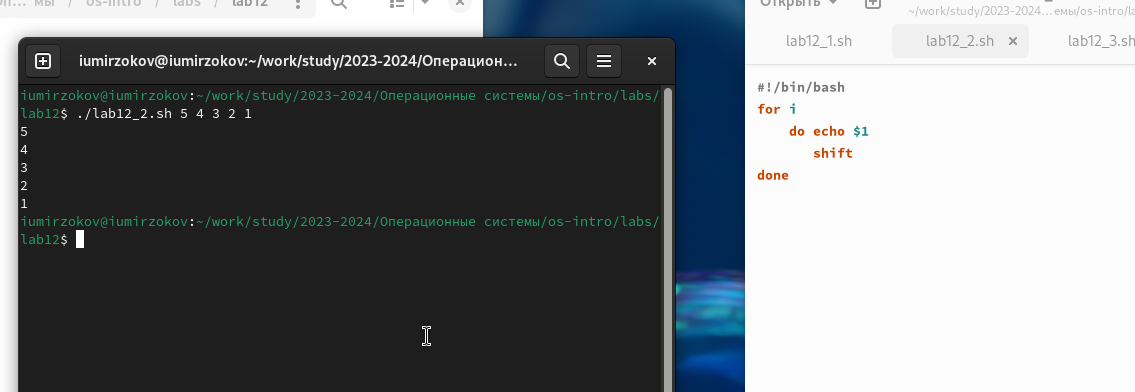 мы / os-intro / labs / lab12
iumirzokov@iumirzokov:~/work/study/2023-2024/Операцион...
iumirzokov@iumirzokov:~/work/study/2023-2024/Операционные системы/os-intro/labs/
lab12$ ./lab12_2.sh 5 4 3 2 1
5
4
3
2
1
iumirzokov@iumirzokov:~/work/study/2023-2024/Операционные системы/os-intro/labs/
lab12$
Открыть
~/work/study/2023-2024…емы/os-intro/la
lab12_1.sh lab12_2.sh lab12_3.sh
#!/bin/bash
for i
do echo $1
shift
done